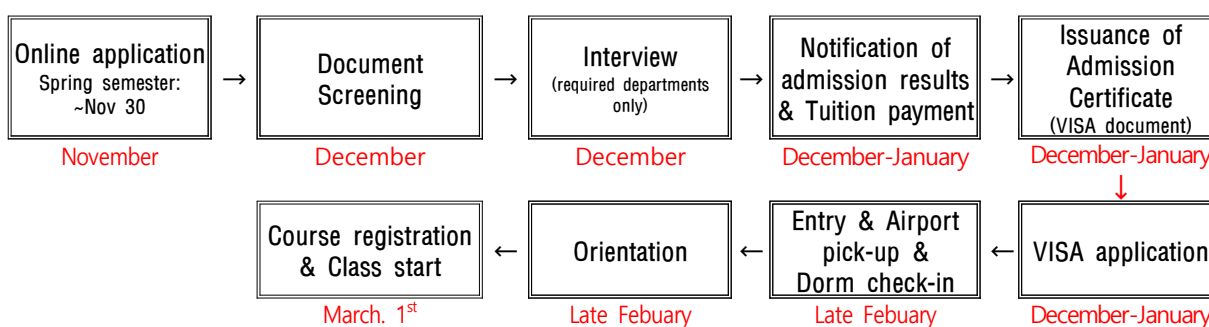 Online application
Spring semester:
~Nov 30
→
Document
Screening
→
Interview
(required departments
only)
→
Notification of
admission results
& Tuition payment
→
Issuance of
Admission
Certificate
(VISA document)
November
December
December
December-January
December-January
↓
VISA application
←
Entry & Airport
pick-up &
Dorm check-in
←
Orientation
←
Course registration
& Class start
December-January
Late Febuary
Late Febuary
March. 1st